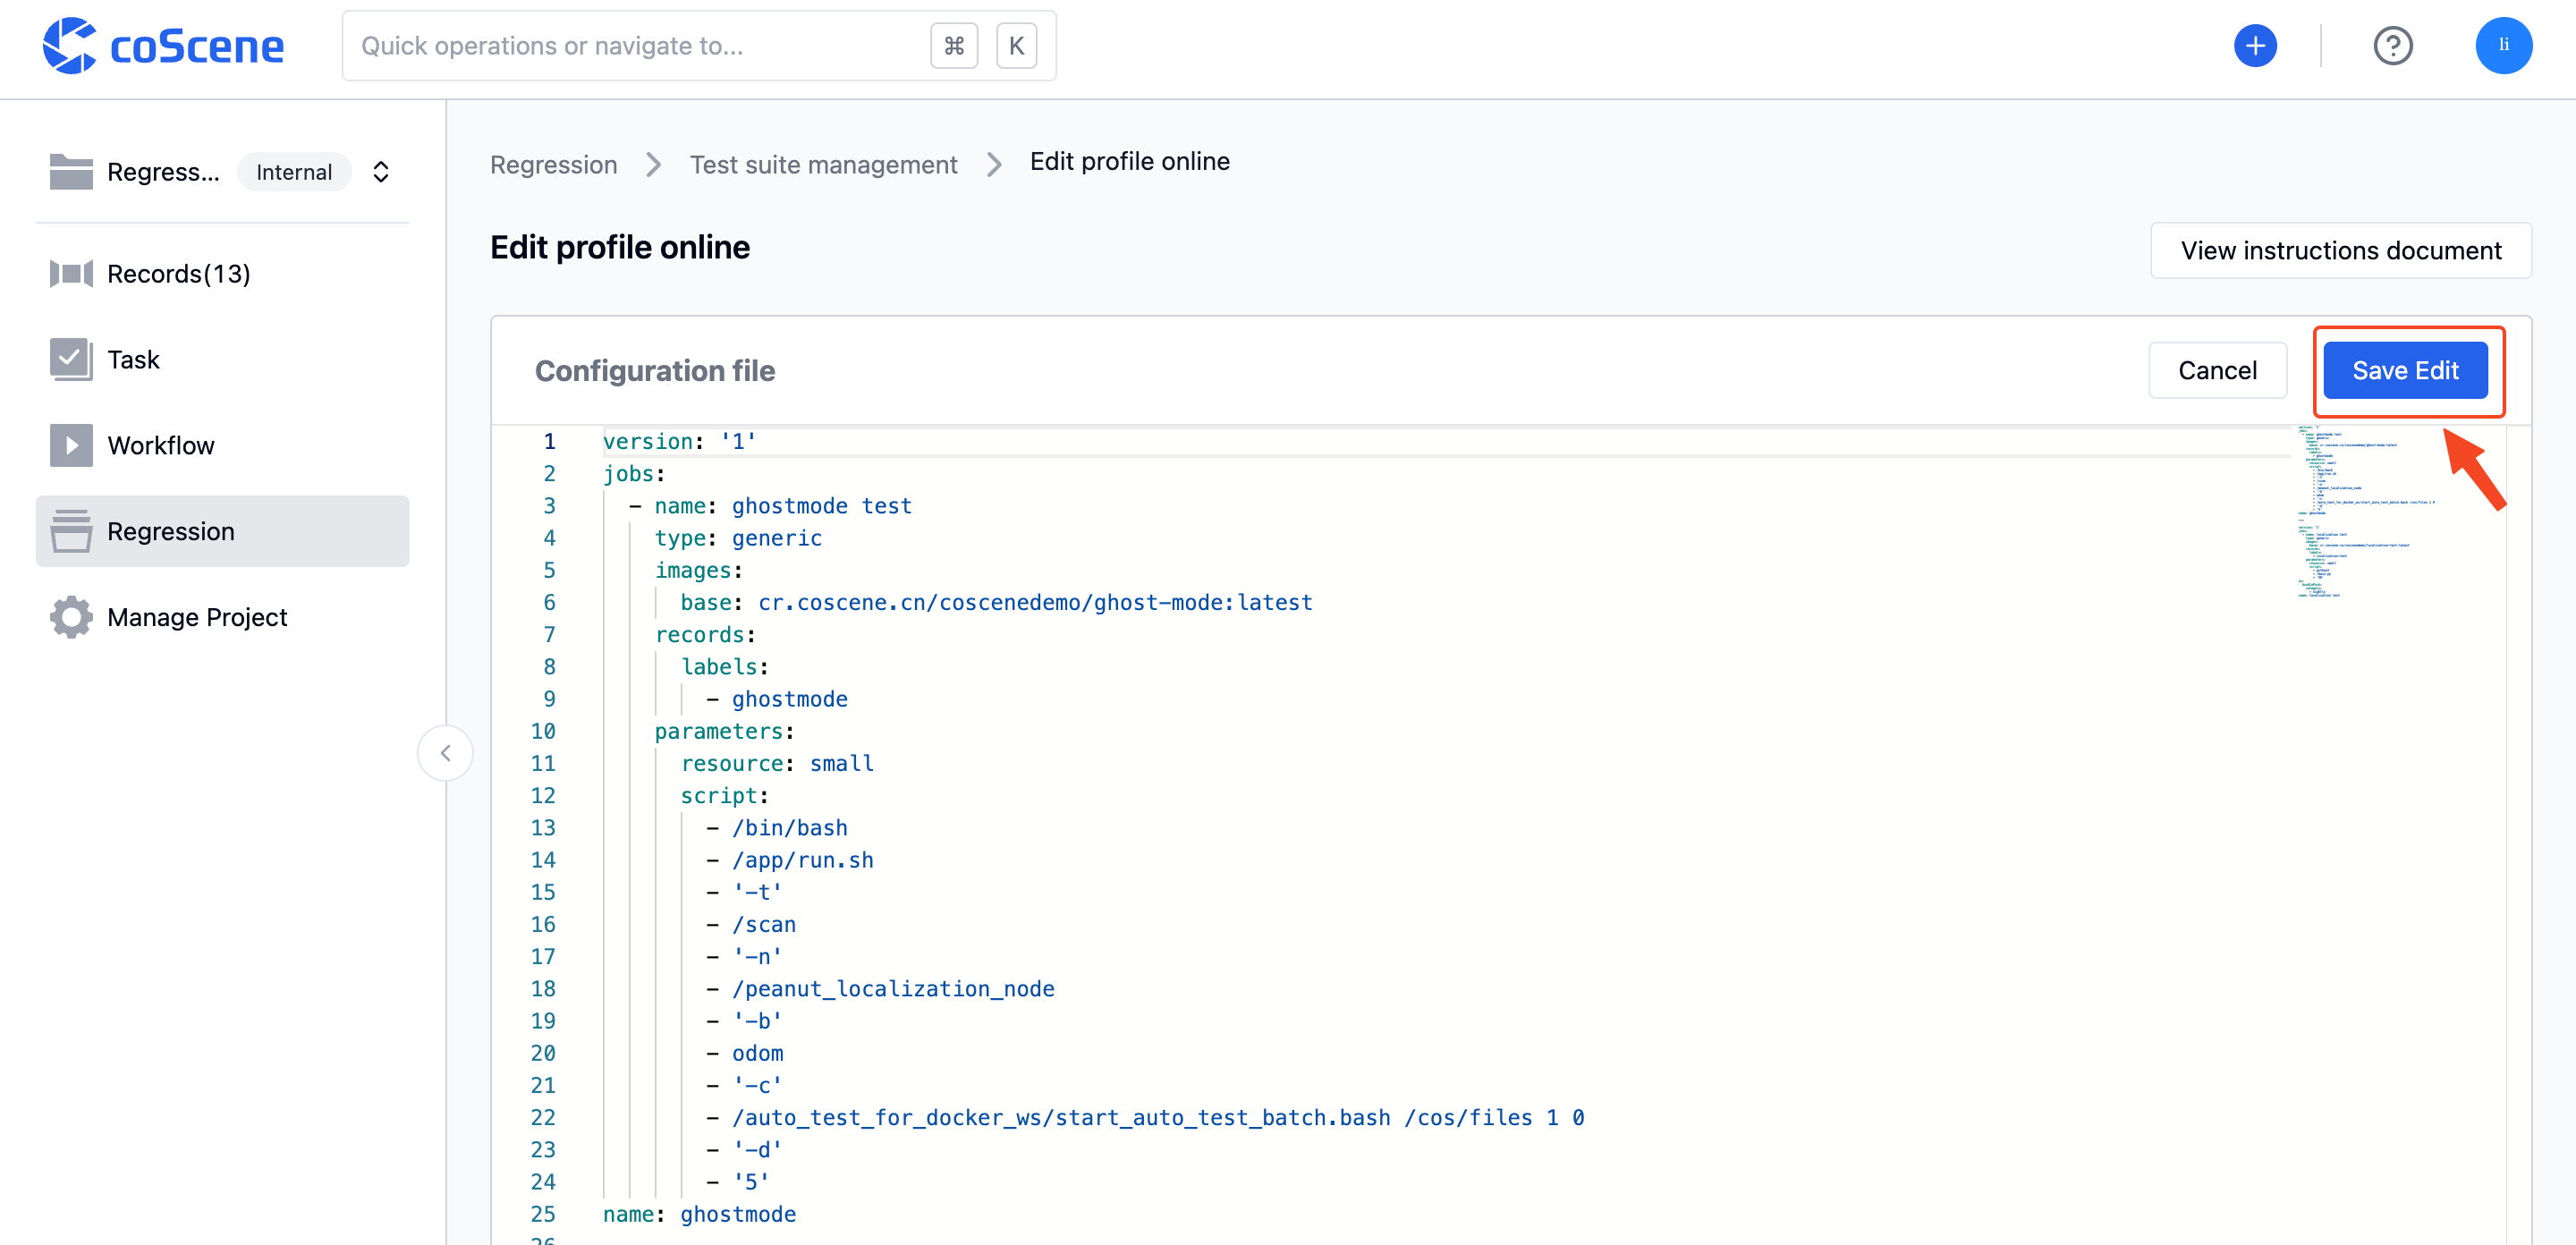 coScene
Quick operations or navigate to...
⌘ K
li
Regress... Internal
Records(13)
Task
Workflow
Regression
Manage Project
Regression > Test suite management > Edit profile online
Edit profile online
View instructions document
Configuration file
Cancel
Save Edit
1 version: '1'
2 jobs:
3 - name: ghostmode test
4 type: generic
5 images:
6 base: cr.coscene.cn/coscenedemo/ghost-mode:latest
7 records:
8 labels:
9 - ghostmode
10 parameters:
11 resource: small
12 script:
13 - /bin/bash
14 - /app/run.sh
15 - '-t'
16 - /scan
17 - '-n'
18 - /peanut_localization_node
19 - '-b'
20 - odom
21 - '-c'
22 - /auto_test_for_docker_ws/start_auto_test_batch.bash /cos/files 1 0
23 - '-d'
24 - '5'
25 name: ghostmode
26